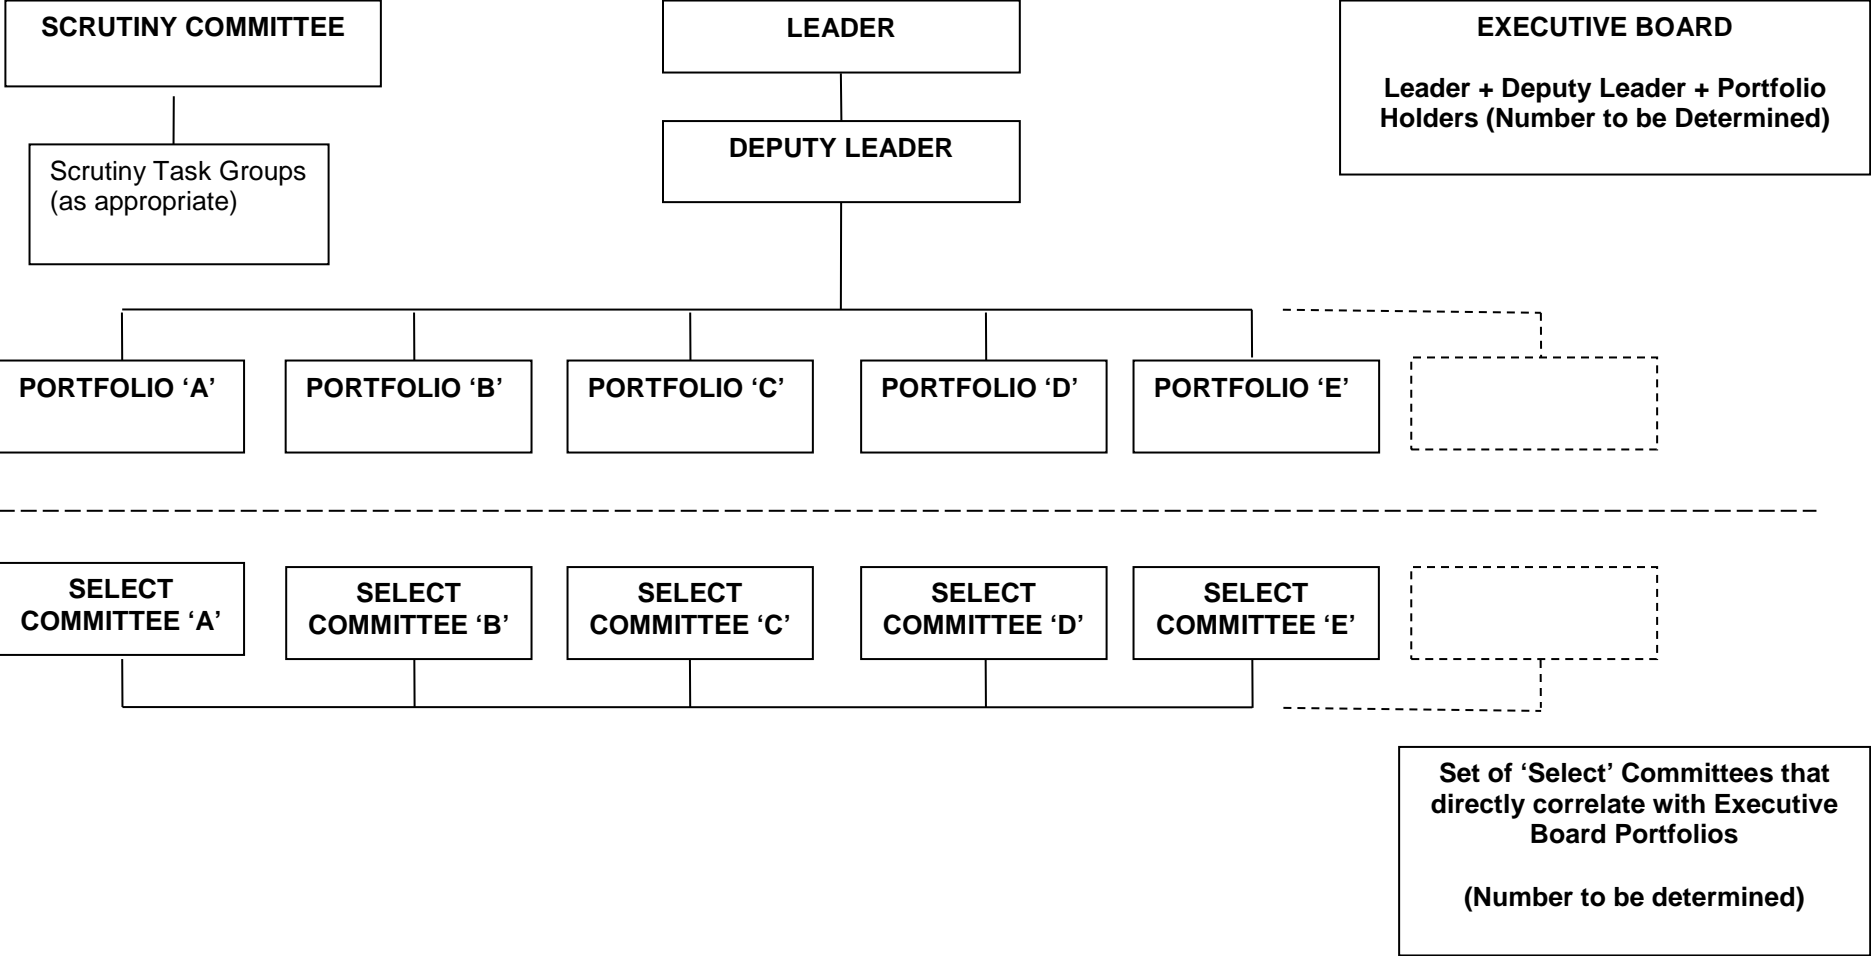 SCRUTINY COMMITTEE
LEADER
EXECUTIVE BOARD
Leader + Deputy Leader + Portfolio
Holders (Number to be Determined)
DEPUTY LEADER
Scrutiny Task Groups
(as appropriate)
PORTFOLIO ‘A’
PORTFOLIO ‘B’
PORTFOLIO ‘C’
PORTFOLIO ‘D’
PORTFOLIO ‘E’
SELECT
COMMITTEE ‘A’
SELECT
COMMITTEE ‘B’
SELECT
COMMITTEE ‘C’
SELECT
COMMITTEE ‘D’
SELECT
COMMITTEE ‘E’
Set of ‘Select’ Committees that
directly correlate with Executive
Board Portfolios
(Number to be determined)